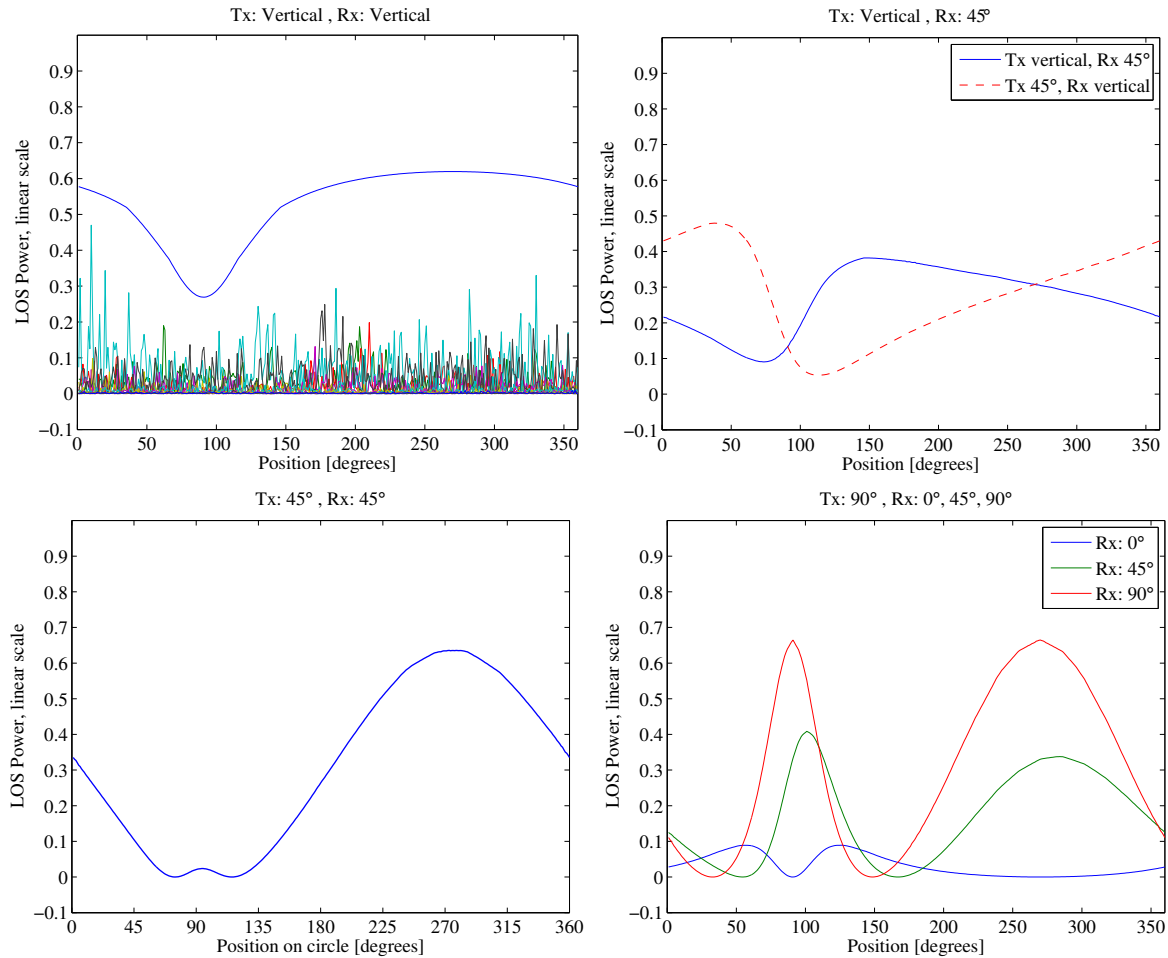 Tx: Vertical , Rx: Vertical
LOS Power, linear scale
0.9
0.8
0.7
0.6
0.5
0.4
0.3
0.2
0.1
0
−0.1
0 50 100 150 200 250 300 350
Position [degrees]
Tx: Vertical , Rx: 45°
Tx vertical, Rx 45°
Tx 45°, Rx vertical
LOS Power, linear scale
0.9
0.8
0.7
0.6
0.5
0.4
0.3
0.2
0.1
0
−0.1
0 50 100 150 200 250 300 350
Position [degrees]
Tx: 45° , Rx: 45°
LOS Power, linear scale
0.9
0.8
0.7
0.6
0.5
0.4
0.3
0.2
0.1
0
−0.1
0 45 90 135 180 225 270 315 360
Position on circle [degrees]
Tx: 90° , Rx: 0°, 45°, 90°
Rx: 0°
Rx: 45°
Rx: 90°
LOS Power, linear scale
0.9
0.8
0.7
0.6
0.5
0.4
0.3
0.2
0.1
0
−0.1
0 50 100 150 200 250 300 350
Position [degrees]